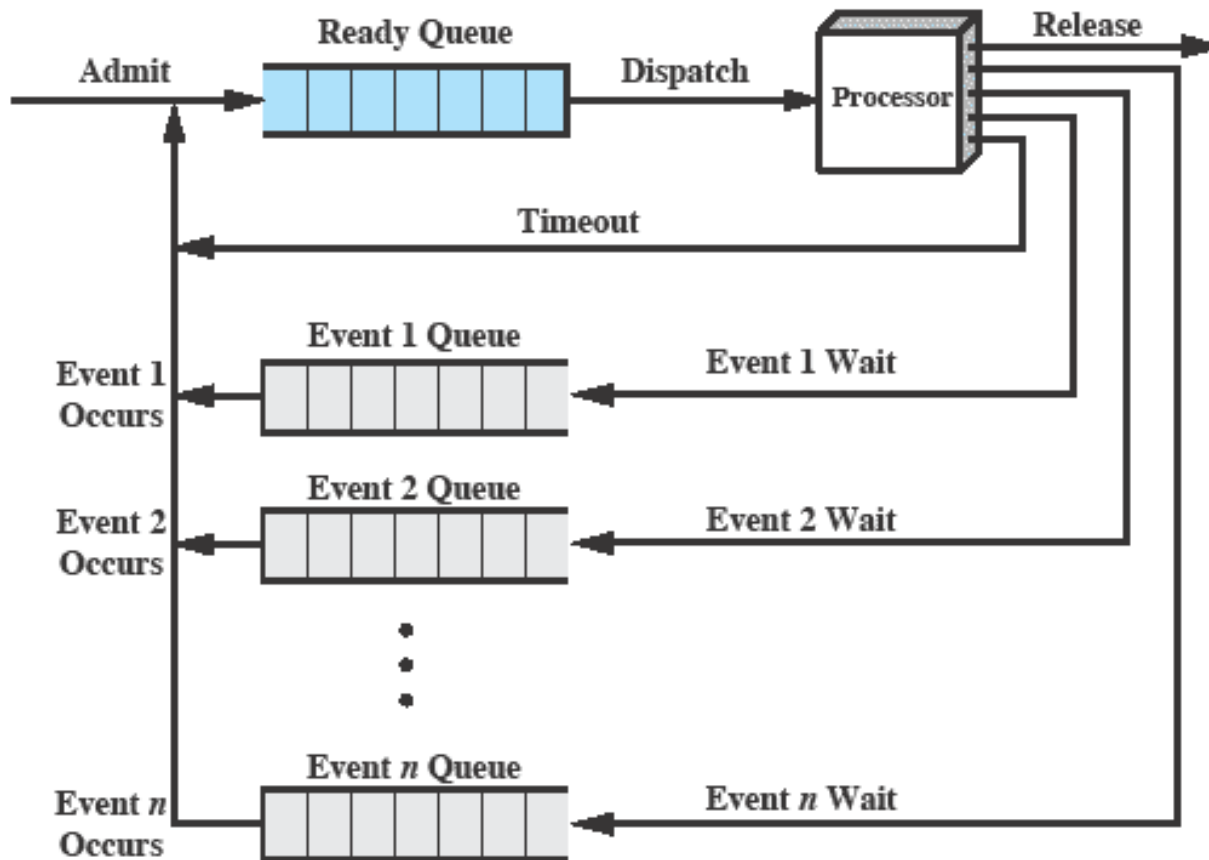 Ready Queue
Release
Admit
Dispatch
Processor
Timeout
Event 1 Queue
Event 1
Occurs
Event 1 Wait
Event 2 Queue
Event 2
Occurs
Event 2 Wait
Event n Queue
Event n
Occurs
Event n Wait